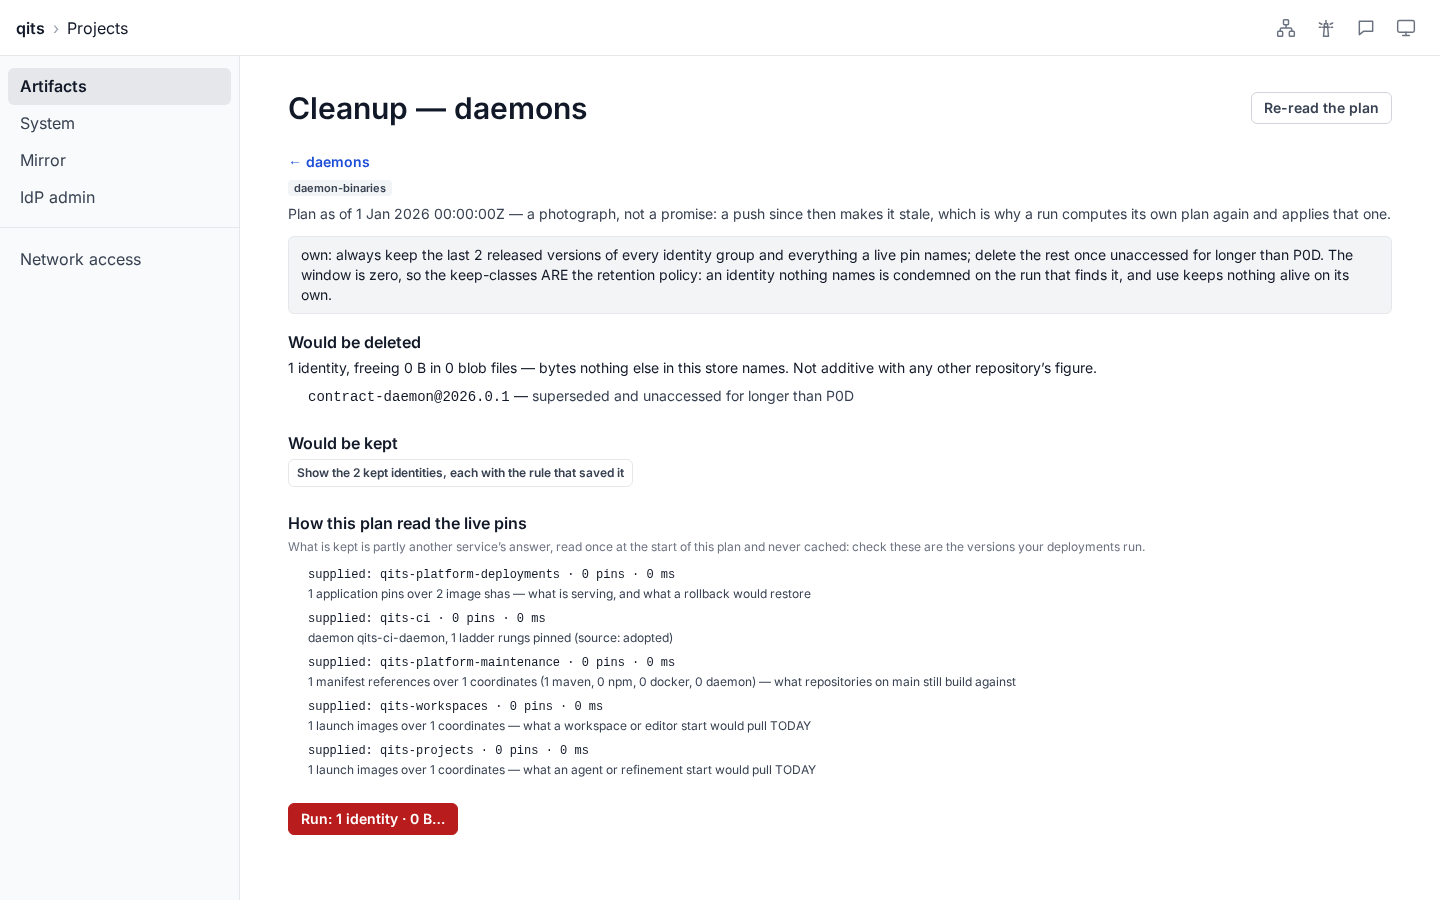 qits › Projects
Artifacts
System
Mirror
IdP admin
Network access
Cleanup — daemons
Re-read the plan
← daemons
daemon-binaries
Plan as of 1 Jan 2026 00:00:00Z — a photograph, not a promise: a push since then makes it stale, which is why a run computes its own plan again and applies that one.
own: always keep the last 2 released versions of every identity group and everything a live pin names; delete the rest once unaccessed for longer than P0D. The
window is zero, so the keep-classes ARE the retention policy: an identity nothing names is condemned on the run that finds it, and use keeps nothing alive on its
own.
Would be deleted
1 identity, freeing 0 B in 0 blob files — bytes nothing else in this store names. Not additive with any other repository’s figure.
contract-daemon@2026.0.1 — superseded and unaccessed for longer than P0D
Would be kept
Show the 2 kept identities, each with the rule that saved it
How this plan read the live pins
What is kept is partly another service’s answer, read once at the start of this plan and never cached: check these are the versions your deployments run.
supplied: qits-platform-deployments · 0 pins · 0 ms
1 application pins over 2 image shas — what is serving, and what a rollback would restore
supplied: qits-ci · 0 pins · 0 ms
daemon qits-ci-daemon, 1 ladder rungs pinned (source: adopted)
supplied: qits-platform-maintenance · 0 pins · 0 ms
1 manifest references over 1 coordinates (1 maven, 0 npm, 0 docker, 0 daemon) — what repositories on main still build against
supplied: qits-workspaces · 0 pins · 0 ms
1 launch images over 1 coordinates — what a workspace or editor start would pull TODAY
supplied: qits-projects · 0 pins · 0 ms
1 launch images over 1 coordinates — what an agent or refinement start would pull TODAY
Run: 1 identity · 0 B…